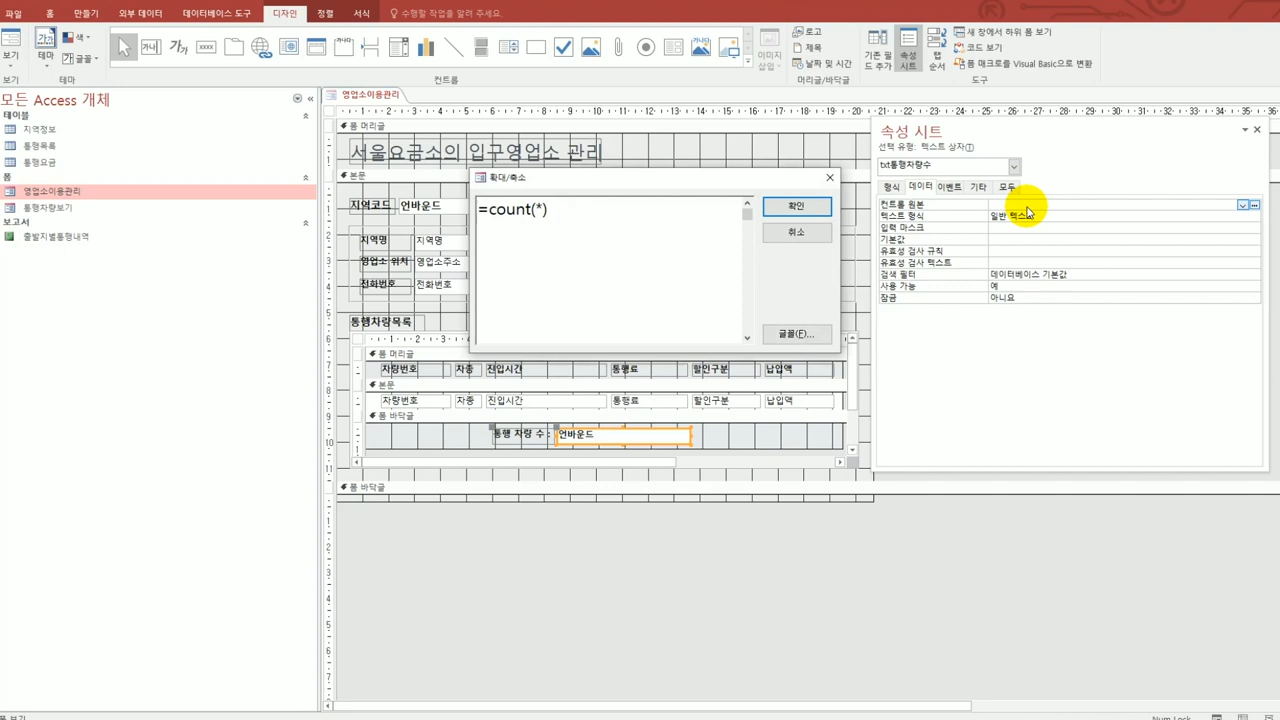 파일 홈 만들기 외부 데이터 데이터베이스 도구 디자인 정렬 서식 수행할 작업을 알려 주세요.
색
글꼴
보기
테마
로고
제목
날짜 및 시간
이미지
삽입
기존 필
드 추가
속성
시트
탭
순서
새 창에서 하위 폼 보기
코드 보기
폼 매크로를 Visual Basic으로 변환
보기 테마 컨트롤 머리글/바닥글 도구
모든 Access 개체
테이블
지역정보
통행목록
통행요금
폼
영업소이용관리
통행차량보기
보고서
출발지별통행내역
영업소이용관리
폼 머리글
서울요금소의 입구영업소 관리
본문
지역코드 언바운드
지역명 지역명
영업소 위치 영업소주소
전화번호 전화번호
통행차량목록
폼 머리글
차량번호 차종 진입시간 통행료 할인구분 납입액
본문
차량번호 차종 진입시간 통행료 할인구분 납입액
폼 바닥글
통행 차량 수 : 언바운드
폼 바닥글
확대/축소
=count(*)
확인
취소
글꼴(F)...
속성 시트
선택 유형: 텍스트 상자(T)
txt통행차량수
형식 데이터 이벤트 기타 모두
컨트롤 원본
텍스트 형식 일반 텍스트
입력 마스크
기본값
유효성 검사 규칙
유효성 검사 텍스트
검색 필터 데이터베이스 기본값
사용 가능 예
잠금 아니요
폼 보기
Num Lock